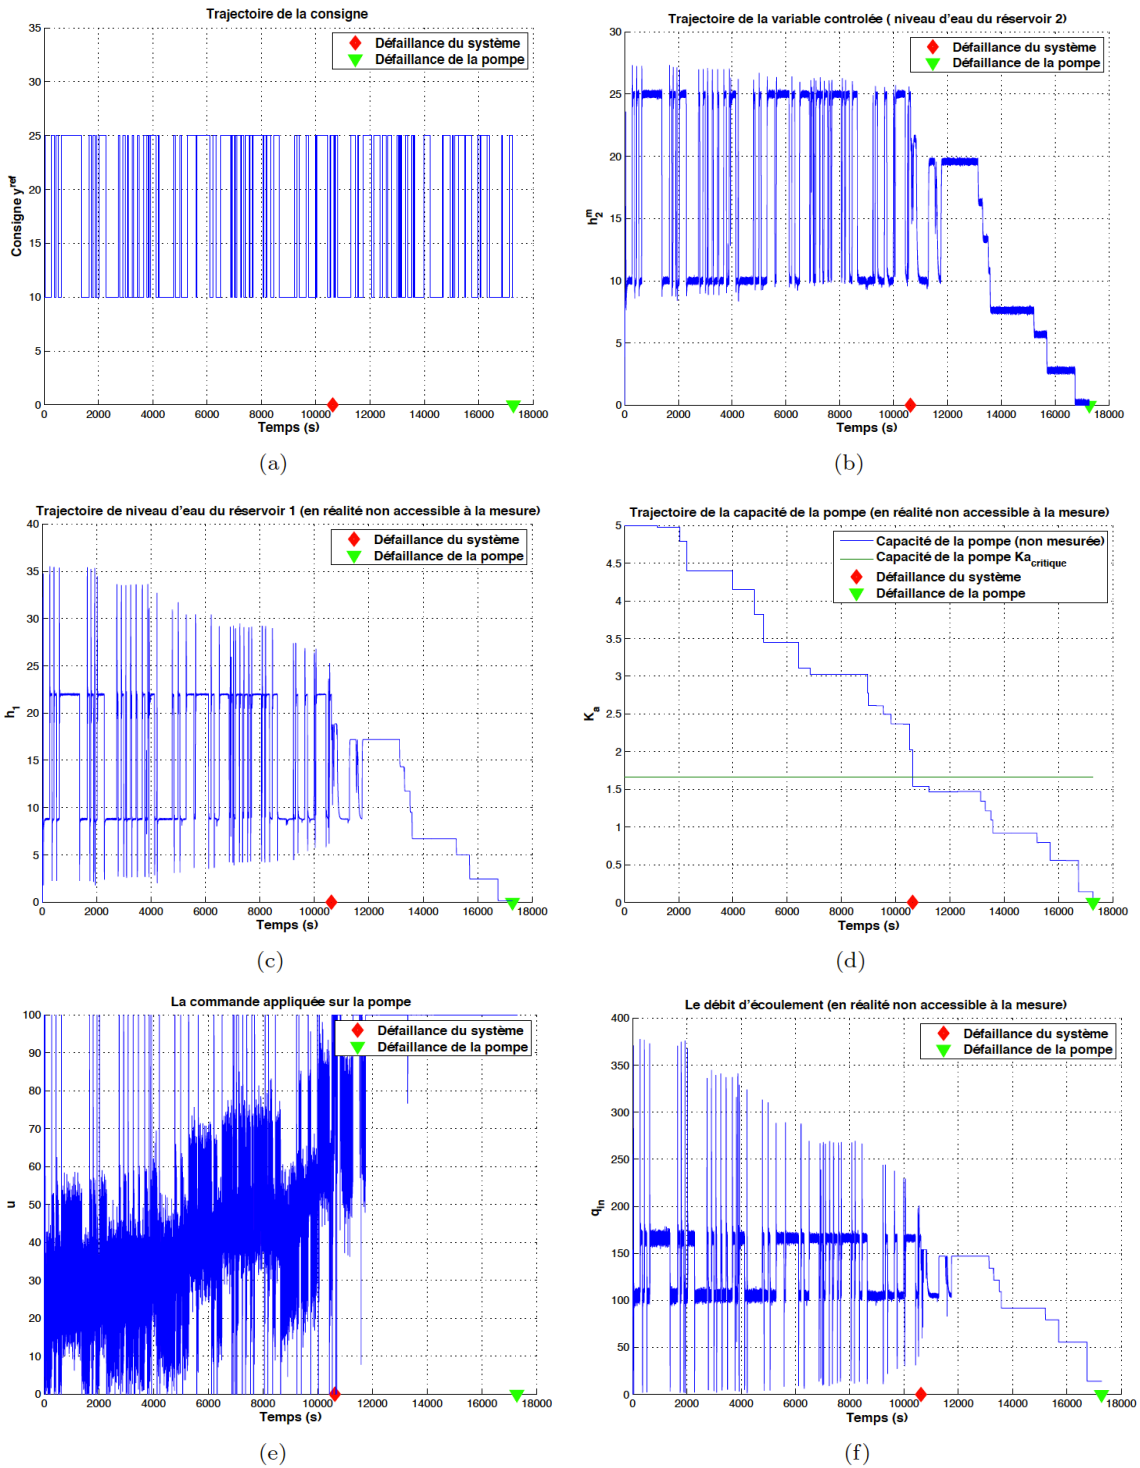 Trajectoire de la consigne
35
30
25
20
15
10
5
0
Consigne y^ref
Défaillance du système
Défaillance de la pompe
0 2000 4000 6000 8000 10000 12000 14000 16000 18000
Temps (s)
(a)
Trajectoire de la variable controlée ( niveau d'eau du réservoir 2)
30
25
20
15
10
5
0
h_2^m
Défaillance du système
Défaillance de la pompe
0 2000 4000 6000 8000 10000 12000 14000 16000 18000
Temps (s)
(b)
Trajectoire de niveau d'eau du réservoir 1 (en réalité non accessible à la mesure)
40
35
30
25
20
15
10
5
0
h_1
Défaillance du système
Défaillance de la pompe
0 2000 4000 6000 8000 10000 12000 14000 16000 18000
Temps (s)
(c)
Trajectoire de la capacité de la pompe (en réalité non accessible à la mesure)
5
4.5
4
3.5
3
2.5
2
1.5
1
0.5
0
K_a
Capacité de la pompe (non mesurée)
Capacité de la pompe Ka_critique
Défaillance du système
Défaillance de la pompe
0 2000 4000 6000 8000 10000 12000 14000 16000 18000
Temps (s)
(d)
La commande appliquée sur la pompe
100
90
80
70
60
50
40
30
20
10
0
u
Défaillance du système
Défaillance de la pompe
0 2000 4000 6000 8000 10000 12000 14000 16000 18000
Temps (s)
(e)
Le débit d'écoulement (en réalité non accessible à la mesure)
400
350
300
250
200
150
100
50
0
q_in
Défaillance du système
Défaillance de la pompe
0 2000 4000 6000 8000 10000 12000 14000 16000 18000
Temps (s)
(f)